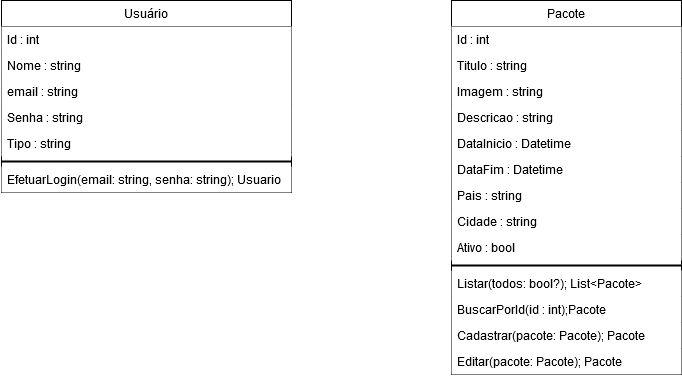 Usuário
Id : int
Nome : string
email : string
Senha : string
Tipo : string
EfetuarLogin(email: string, senha: string); Usuario
Pacote
Id : int
Titulo : string
Imagem : string
Descricao : string
DataInicio : Datetime
DataFim : Datetime
Pais : string
Cidade : string
Ativo : bool
Listar(todos: bool?); List<Pacote>
BuscarPorId(id : int);Pacote
Cadastrar(pacote: Pacote); Pacote
Editar(pacote: Pacote); Pacote